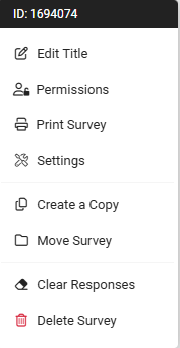 ID: 1694074
Edit Title
Permissions
Print Survey
Settings
Create a Copy
Move Survey
Clear Responses
Delete Survey